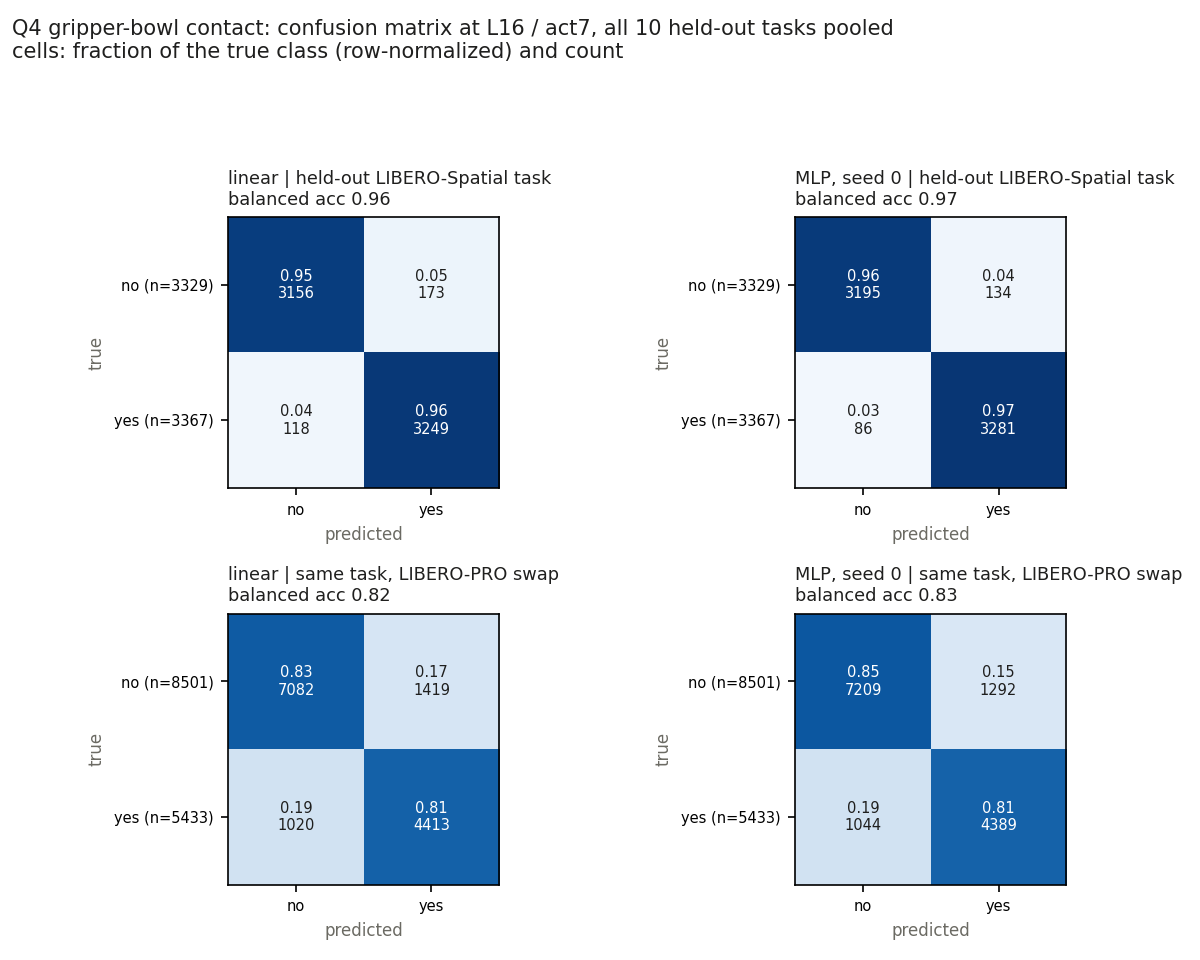 Q4 gripper-bowl contact: confusion matrix at L16 / act7, all 10 held-out tasks pooled
cells: fraction of the true class (row-normalized) and count
linear | held-out LIBERO-Spatial task
balanced acc 0.96
no (n=3329)
0.95
3156
0.05
173
true
yes (n=3367)
0.04
118
0.96
3249
no
yes
predicted
MLP, seed 0 | held-out LIBERO-Spatial task
balanced acc 0.97
no (n=3329)
0.96
3195
0.04
134
true
yes (n=3367)
0.03
86
0.97
3281
no
yes
predicted
linear | same task, LIBERO-PRO swap
balanced acc 0.82
no (n=8501)
0.83
7082
0.17
1419
true
yes (n=5433)
0.19
1020
0.81
4413
no
yes
predicted
MLP, seed 0 | same task, LIBERO-PRO swap
balanced acc 0.83
no (n=8501)
0.85
7209
0.15
1292
true
yes (n=5433)
0.19
1044
0.81
4389
no
yes
predicted